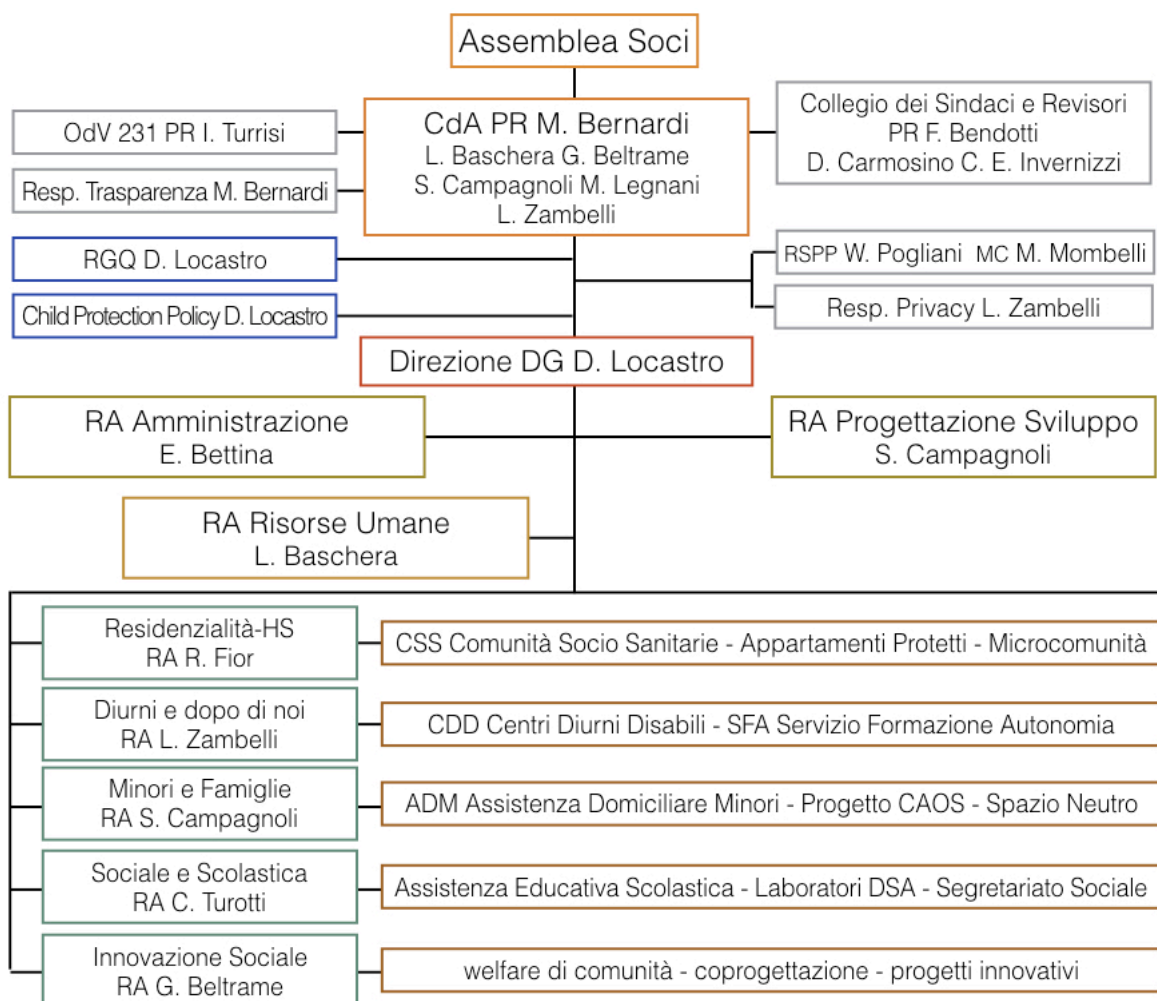 Assemblea Soci
OdV 231 PR I. Turrisi
Resp. Trasparenza M. Bernardi
CdA PR M. Bernardi
L. Baschera G. Beltrame
S. Campagnoli M. Legnani
L. Zambelli
Collegio dei Sindaci e Revisori
PR F. Bendotti
D. Carmosino C. E. Invernizzi
RGQ D. Locastro
Child Protection Policy D. Locastro
RSPP W. Pogliani MC M. Mombelli
Resp. Privacy L. Zambelli
Direzione DG D. Locastro
RA Amministrazione
E. Bettina
RA Progettazione Sviluppo
S. Campagnoli
RA Risorse Umane
L. Baschera
Residenzialità-HS
RA R. Fior
CSS Comunità Socio Sanitarie - Appartamenti Protetti - Microcomunità
Diurni e dopo di noi
RA L. Zambelli
CDD Centri Diurni Disabili - SFA Servizio Formazione Autonomia
Minori e Famiglie
RA S. Campagnoli
ADM Assistenza Domiciliare Minori - Progetto CAOS - Spazio Neutro
Sociale e Scolastica
RA C. Turotti
Assistenza Educativa Scolastica - Laboratori DSA - Segretariato Sociale
Innovazione Sociale
RA G. Beltrame
welfare di comunità - coprogettazione - progetti innovativi